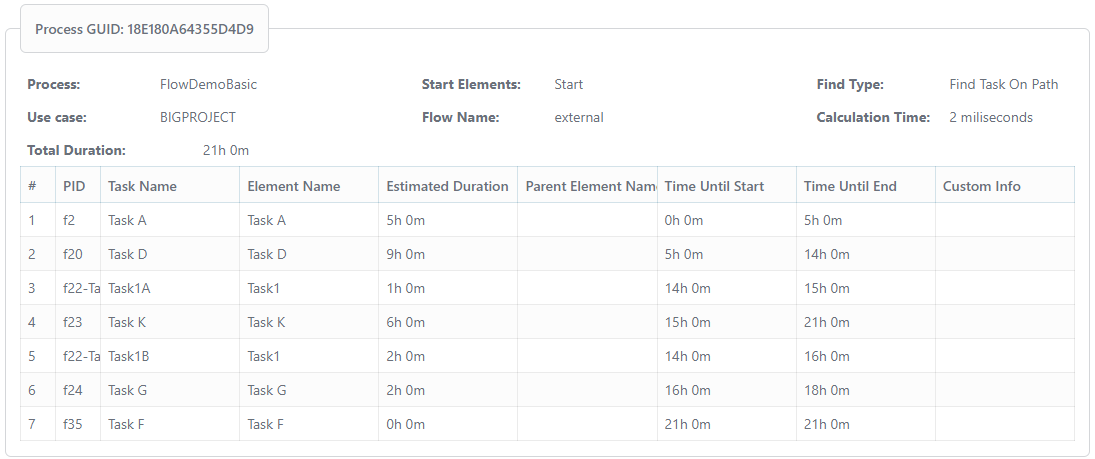 Process GUID: 18E180A64355D4D9
Process: FlowDemoBasic Start Elements: Start Find Type: Find Task On Path
Use case: BIGPROJECT Flow Name: external Calculation Time: 2 miliseconds
Total Duration: 21h 0m
# PID Task Name Element Name Estimated Duration Parent Element Nam Time Until Start Time Until End Custom Info
1 f2 Task A Task A 5h 0m 0h 0m 5h 0m
2 f20 Task D Task D 9h 0m 5h 0m 14h 0m
3 f22-Ta Task1A Task1 1h 0m 14h 0m 15h 0m
4 f23 Task K Task K 6h 0m 15h 0m 21h 0m
5 f22-Ta Task1B Task1 2h 0m 14h 0m 16h 0m
6 f24 Task G Task G 2h 0m 16h 0m 18h 0m
7 f35 Task F Task F 0h 0m 21h 0m 21h 0m